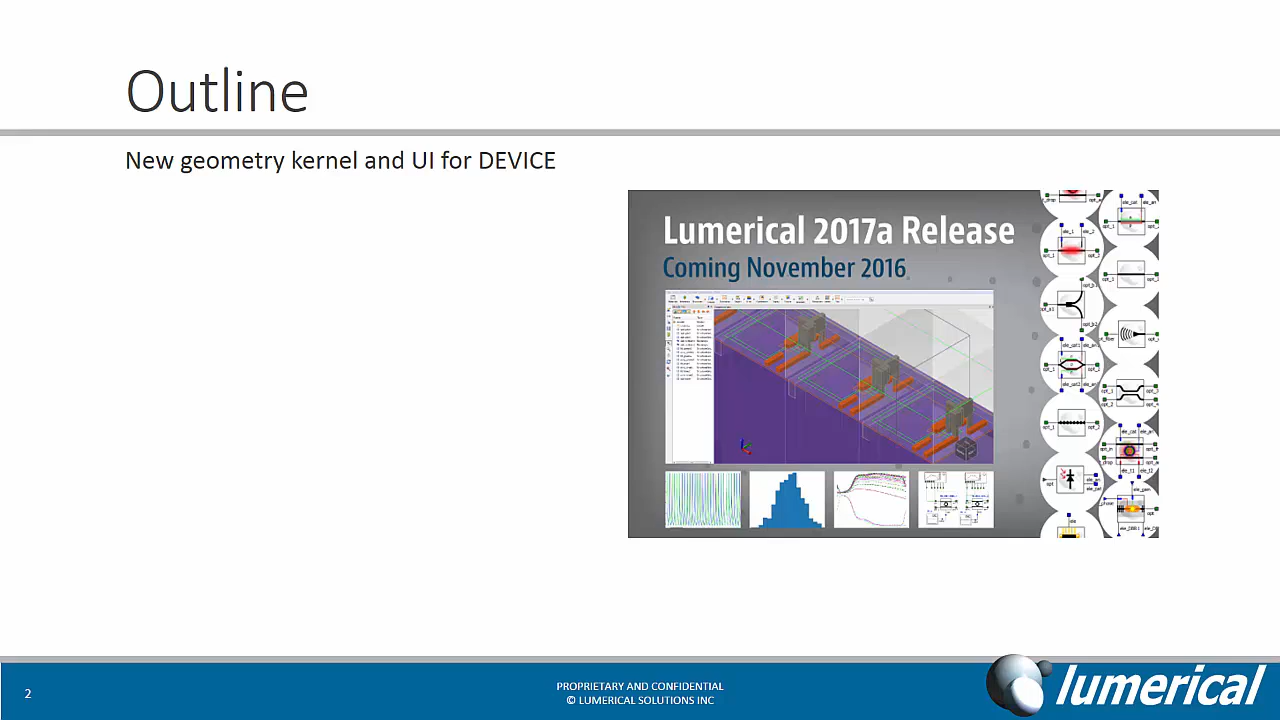 Outline
New geometry kernel and UI for DEVICE
Lumerical 2017a Release
Coming November 2016
2
PROPRIETARY AND CONFIDENTIAL
© LUMERICAL SOLUTIONS INC
lumerical